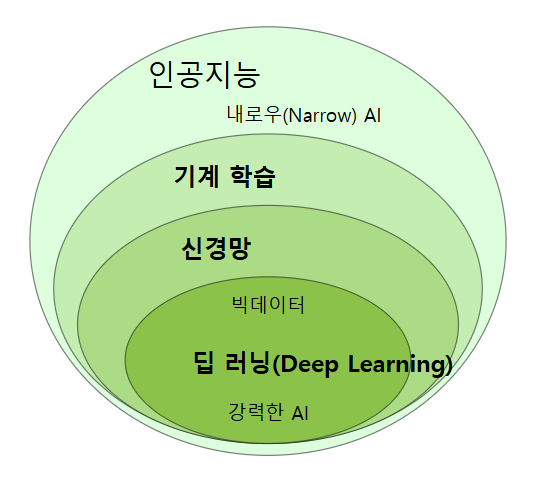 인공지능
내로우(Narrow) AI
기계 학습
신경망
빅데이터
딥 러닝(Deep Learning)
강력한 AI